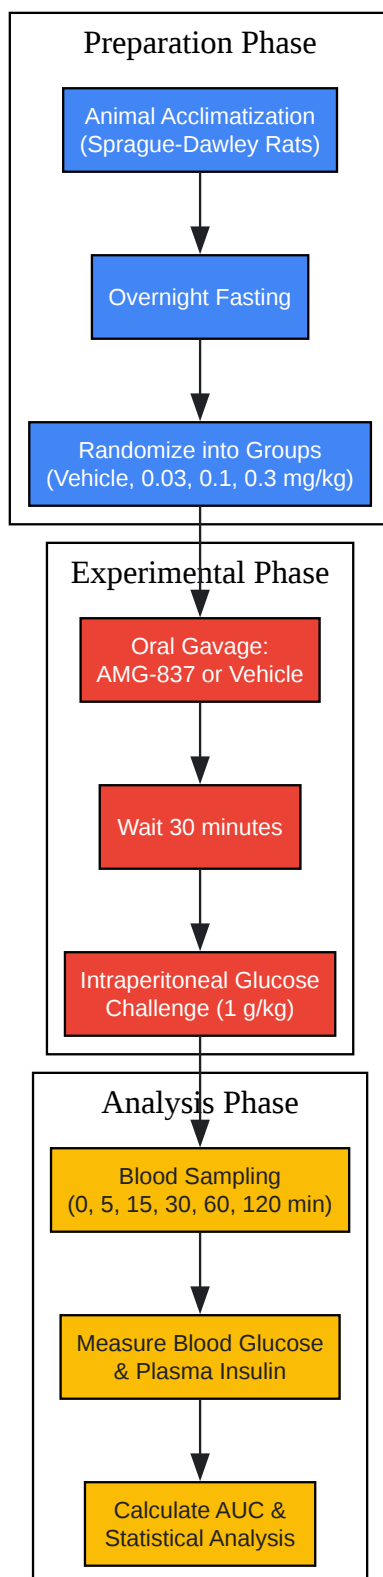 Preparation Phase
Animal Acclimatization
(Sprague-Dawley Rats)
Overnight Fasting
Randomize into Groups
(Vehicle, 0.03, 0.1, 0.3 mg/kg)
Experimental Phase
Oral Gavage:
AMG-837 or Vehicle
Wait 30 minutes
Intraperitoneal Glucose
Challenge (1 g/kg)
Analysis Phase
Blood Sampling
(0, 5, 15, 30, 60, 120 min)
Measure Blood Glucose
& Plasma Insulin
Calculate AUC &
Statistical Analysis